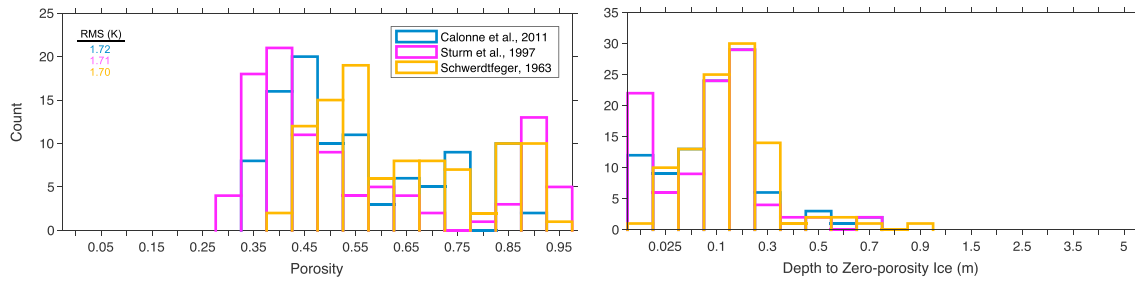 25
20
15
10
5
0
Count
RMS (K)
1.72
1.71
1.70
Calonne et al., 2011
Sturm et al., 1997
Schwerdtfeger, 1963
0.05 0.15 0.25 0.35 0.45 0.55 0.65 0.75 0.85 0.95
Porosity
35
30
25
20
15
10
5
0
0.025 0.1 0.3 0.5 0.7 0.9 1.5 2.5 3.5 5
Depth to Zero-porosity Ice (m)